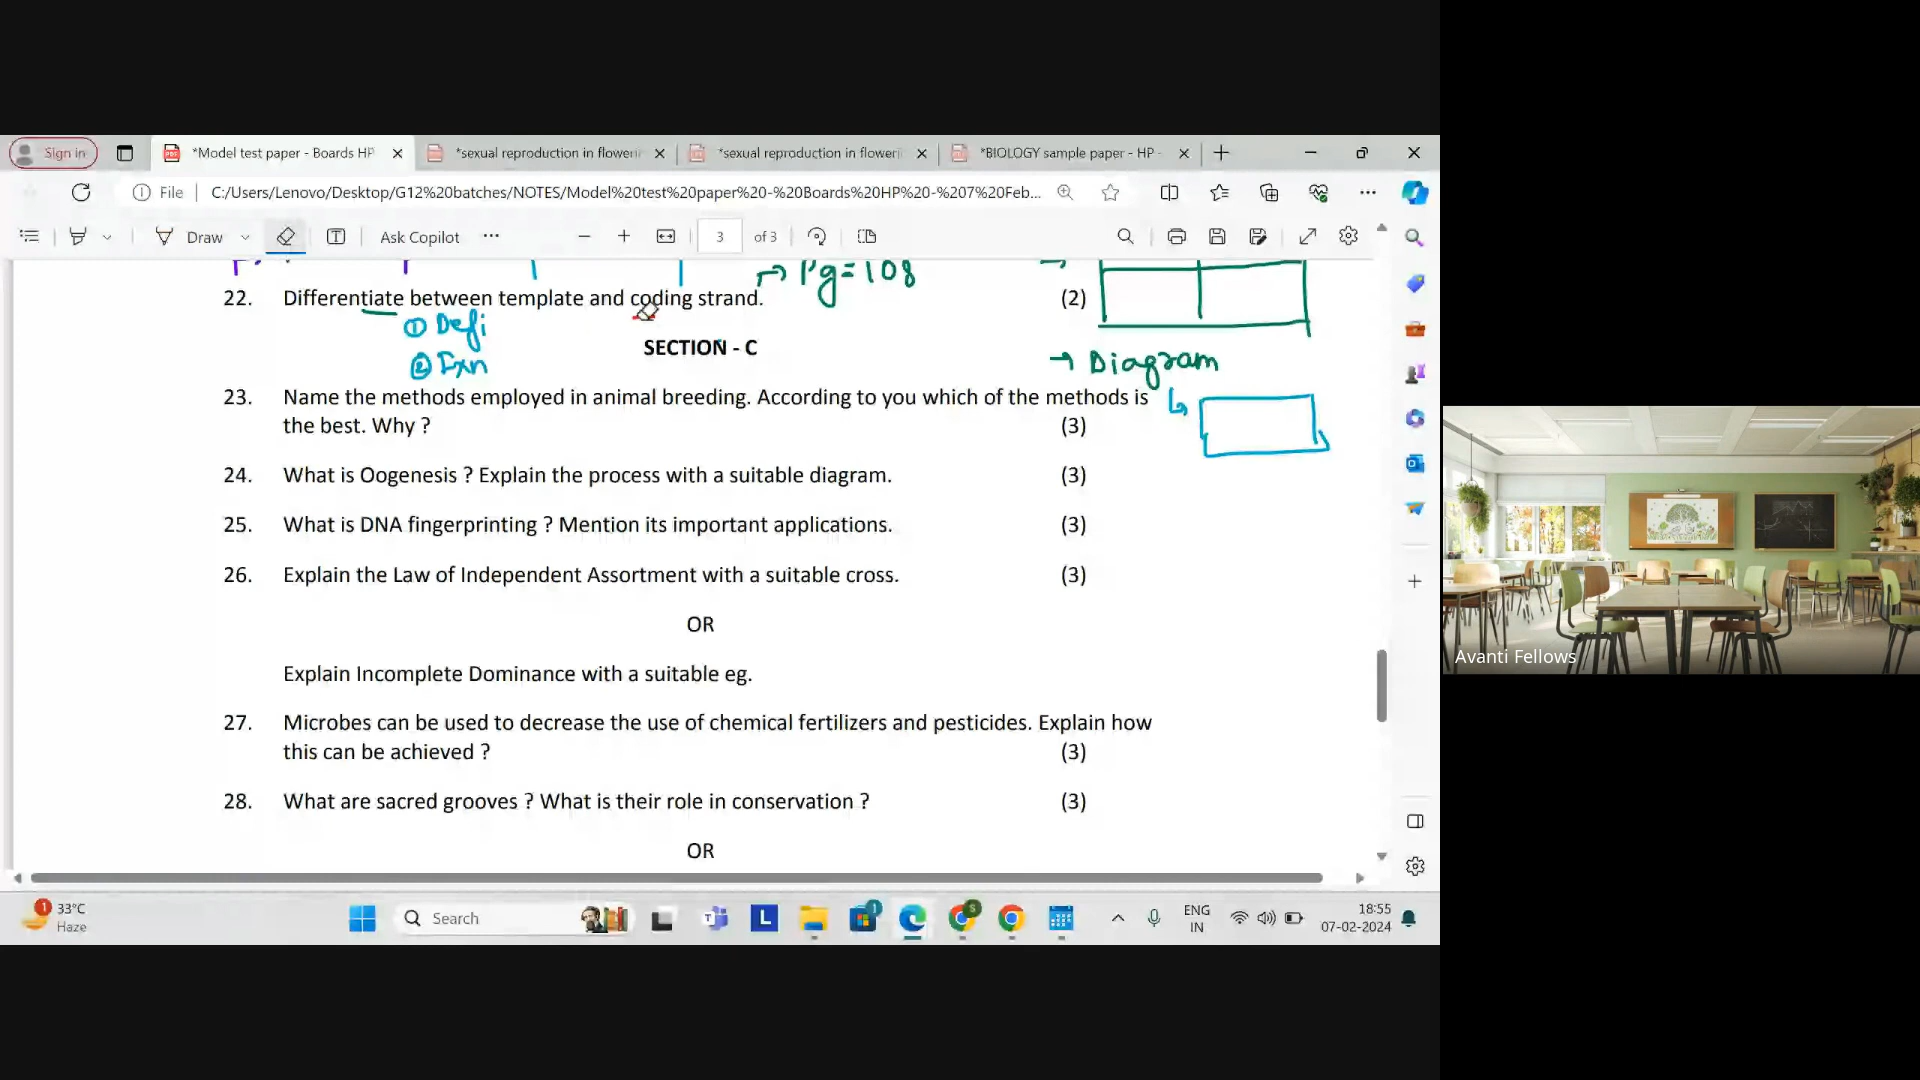 Sign in
*Model test paper - Boards HP
*sexual reproduction in floweri
*sexual reproduction in floweri
*BIOLOGY sample paper - HP -
File
C:/Users/Lenovo/Desktop/G12%20batches/NOTES/Model%20test%20paper%20-%20Boards%20HP%20-%207%20Feb...
Draw
Ask Copilot
3
of 3
Pg=108
22. Differentiate between template and coding strand. (2)
① Defi
SECTION - C
② Fxn
→ Diagram
23. Name the methods employed in animal breeding. According to you which of the methods is
the best. Why ? (3)
24. What is Oogenesis ? Explain the process with a suitable diagram. (3)
25. What is DNA fingerprinting ? Mention its important applications. (3)
26. Explain the Law of Independent Assortment with a suitable cross. (3)
OR
Explain Incomplete Dominance with a suitable eg.
27. Microbes can be used to decrease the use of chemical fertilizers and pesticides. Explain how
this can be achieved ? (3)
28. What are sacred grooves ? What is their role in conservation ? (3)
OR
Avanti Fellows
1
33°C
Haze
Search
L
1
S
ENG
IN
18:55
07-02-2024